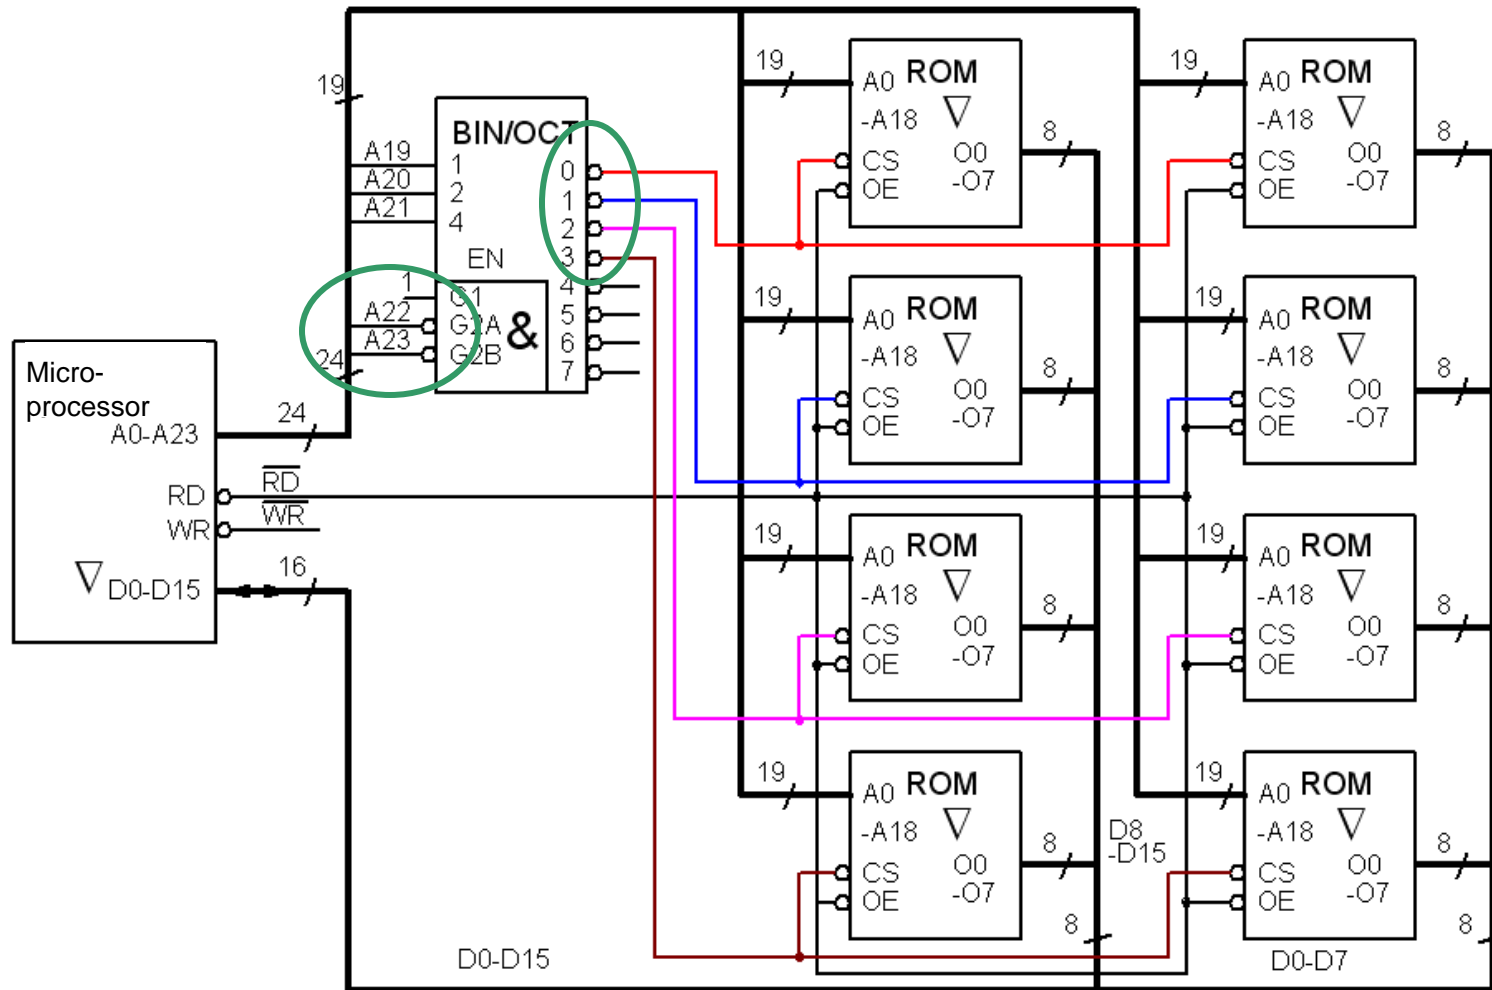 19
BIN/OCT
A19
1
0
A20
2
1
A21
4
2
EN
3
1
G1
4
A22
G2A
&
5
A23
G2B
6
24
7
Micro-
processor
A0-A23
24
RD
RD
WR
WR
D0-D15
16
D0-D15
19
A0
ROM
-A18
8
CS
O0
OE
-O7
19
A0
ROM
-A18
8
CS
O0
OE
-O7
19
A0
ROM
-A18
8
CS
O0
OE
-O7
19
A0
ROM
-A18
8
CS
O0
OE
-O7
19
A0
ROM
-A18
8
CS
O0
OE
-O7
19
A0
ROM
-A18
8
CS
O0
OE
-O7
19
A0
ROM
-A18
8
CS
O0
OE
-O7
19
A0
ROM
-A18
8
CS
O0
OE
-O7
D8
-D15
8
8
D0-D7